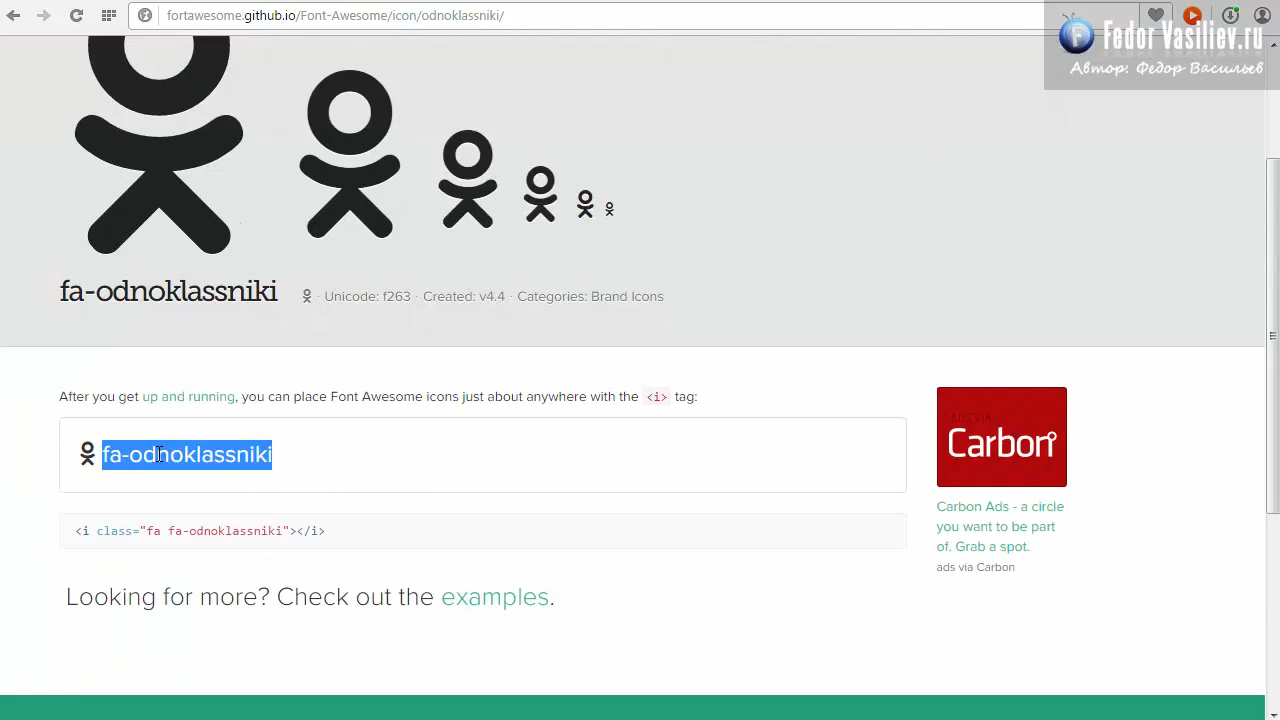 fortawesome.github.io/Font-Awesome/icon/odnoklassniki/
Fedor Vasiliev.ru
Автор: Федор Васильев
fa-odnoklassniki
· Unicode: f263 · Created: v4.4 · Categories: Brand Icons
After you get up and running, you can place Font Awesome icons just about anywhere with the <i> tag:
fa-odnoklassniki
<i class="fa fa-odnoklassniki"></i>
Looking for more? Check out the examples.
ADS VIA
Carbon
Carbon Ads - a circle
you want to be part
of. Grab a spot.
ads via Carbon